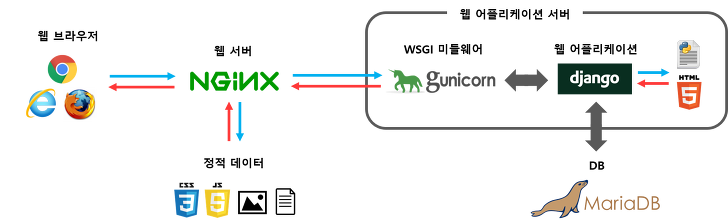 웹 어플리케이션 서버
웹 브라우저
웹 서버
WSGI 미들웨어
웹 어플리케이션
NGINX
gunicorn
django
HTML
5
정적 데이터
CSS
3
JS
5
DB
MariaDB